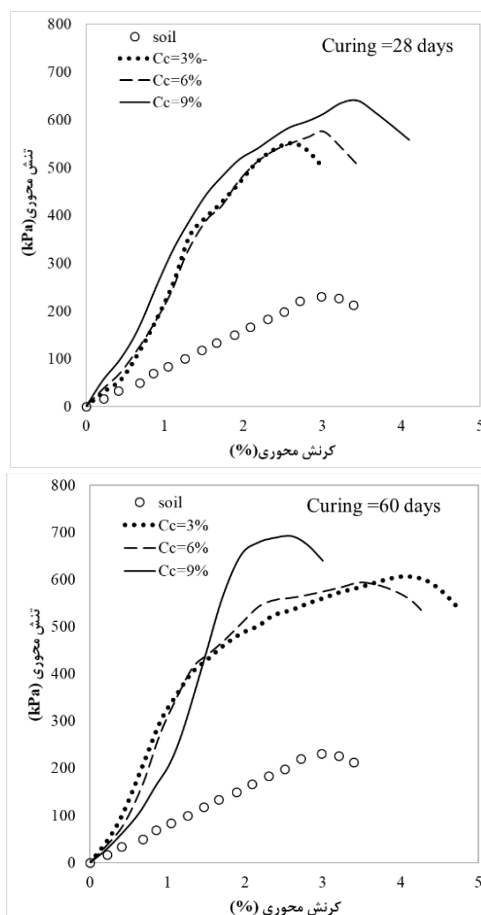 800
700
600
500
400
300
200
100
0
تنش محوری(kPa)
soil
Cc=3%-
Cc=6%
Cc=9%
Curing =28 days
0 1 2 3 4 5
کرنش محوری(%)
800
700
600
500
400
300
200
100
0
تنش محوری (kPa)
soil
Cc=3%
Cc=6%
Cc=9%
Curing =60 days
0 1 2 3 4 5
کرنش محوری (%)